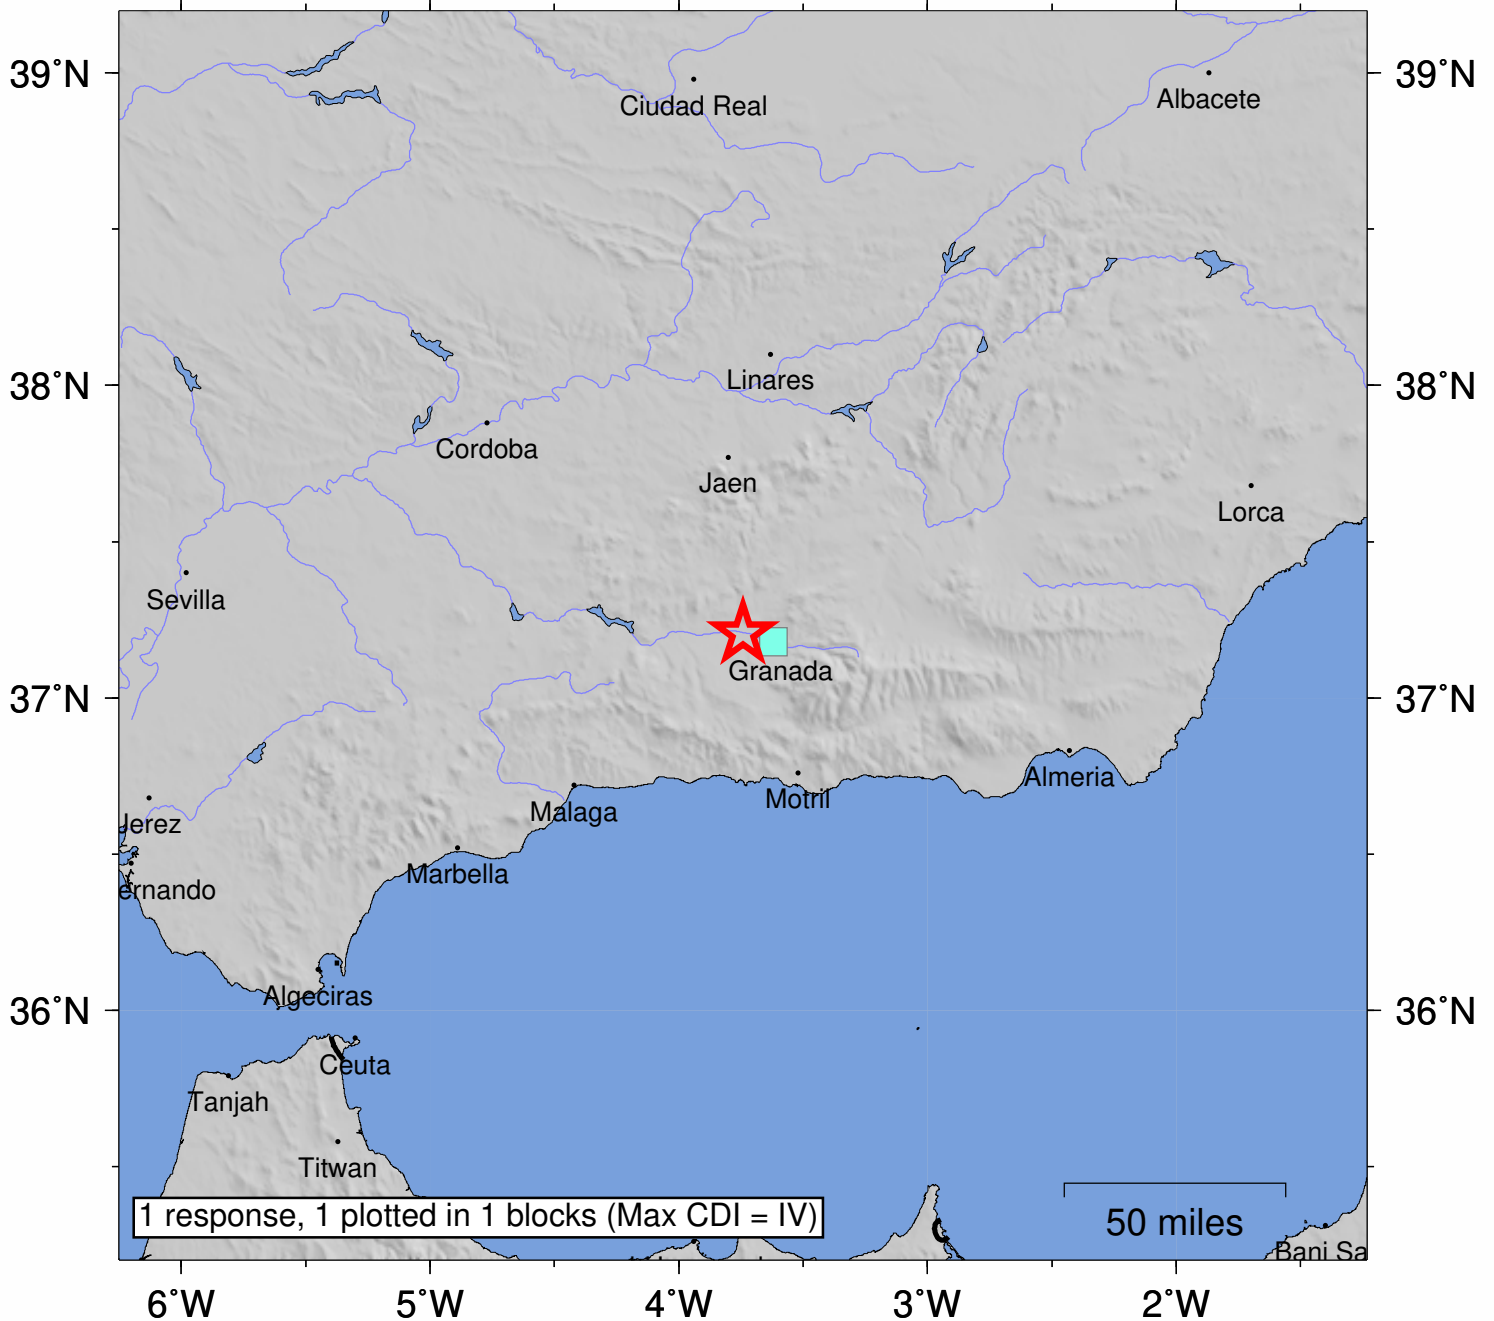 39°N
39°N
Ciudad Real
Albacete
38°N
38°N
Linares
Cordoba
Jaen
Lorca
Sevilla
Granada
37°N
37°N
Almeria
Motril
Malaga
Jerez
Marbella
ernando
Algeciras
36°N
36°N
Ceuta
Tanjah
Titwan
1 response, 1 plotted in 1 blocks (Max CDI = IV)
50 miles
Bani Sa
6°W
5°W
4°W
3°W
2°W